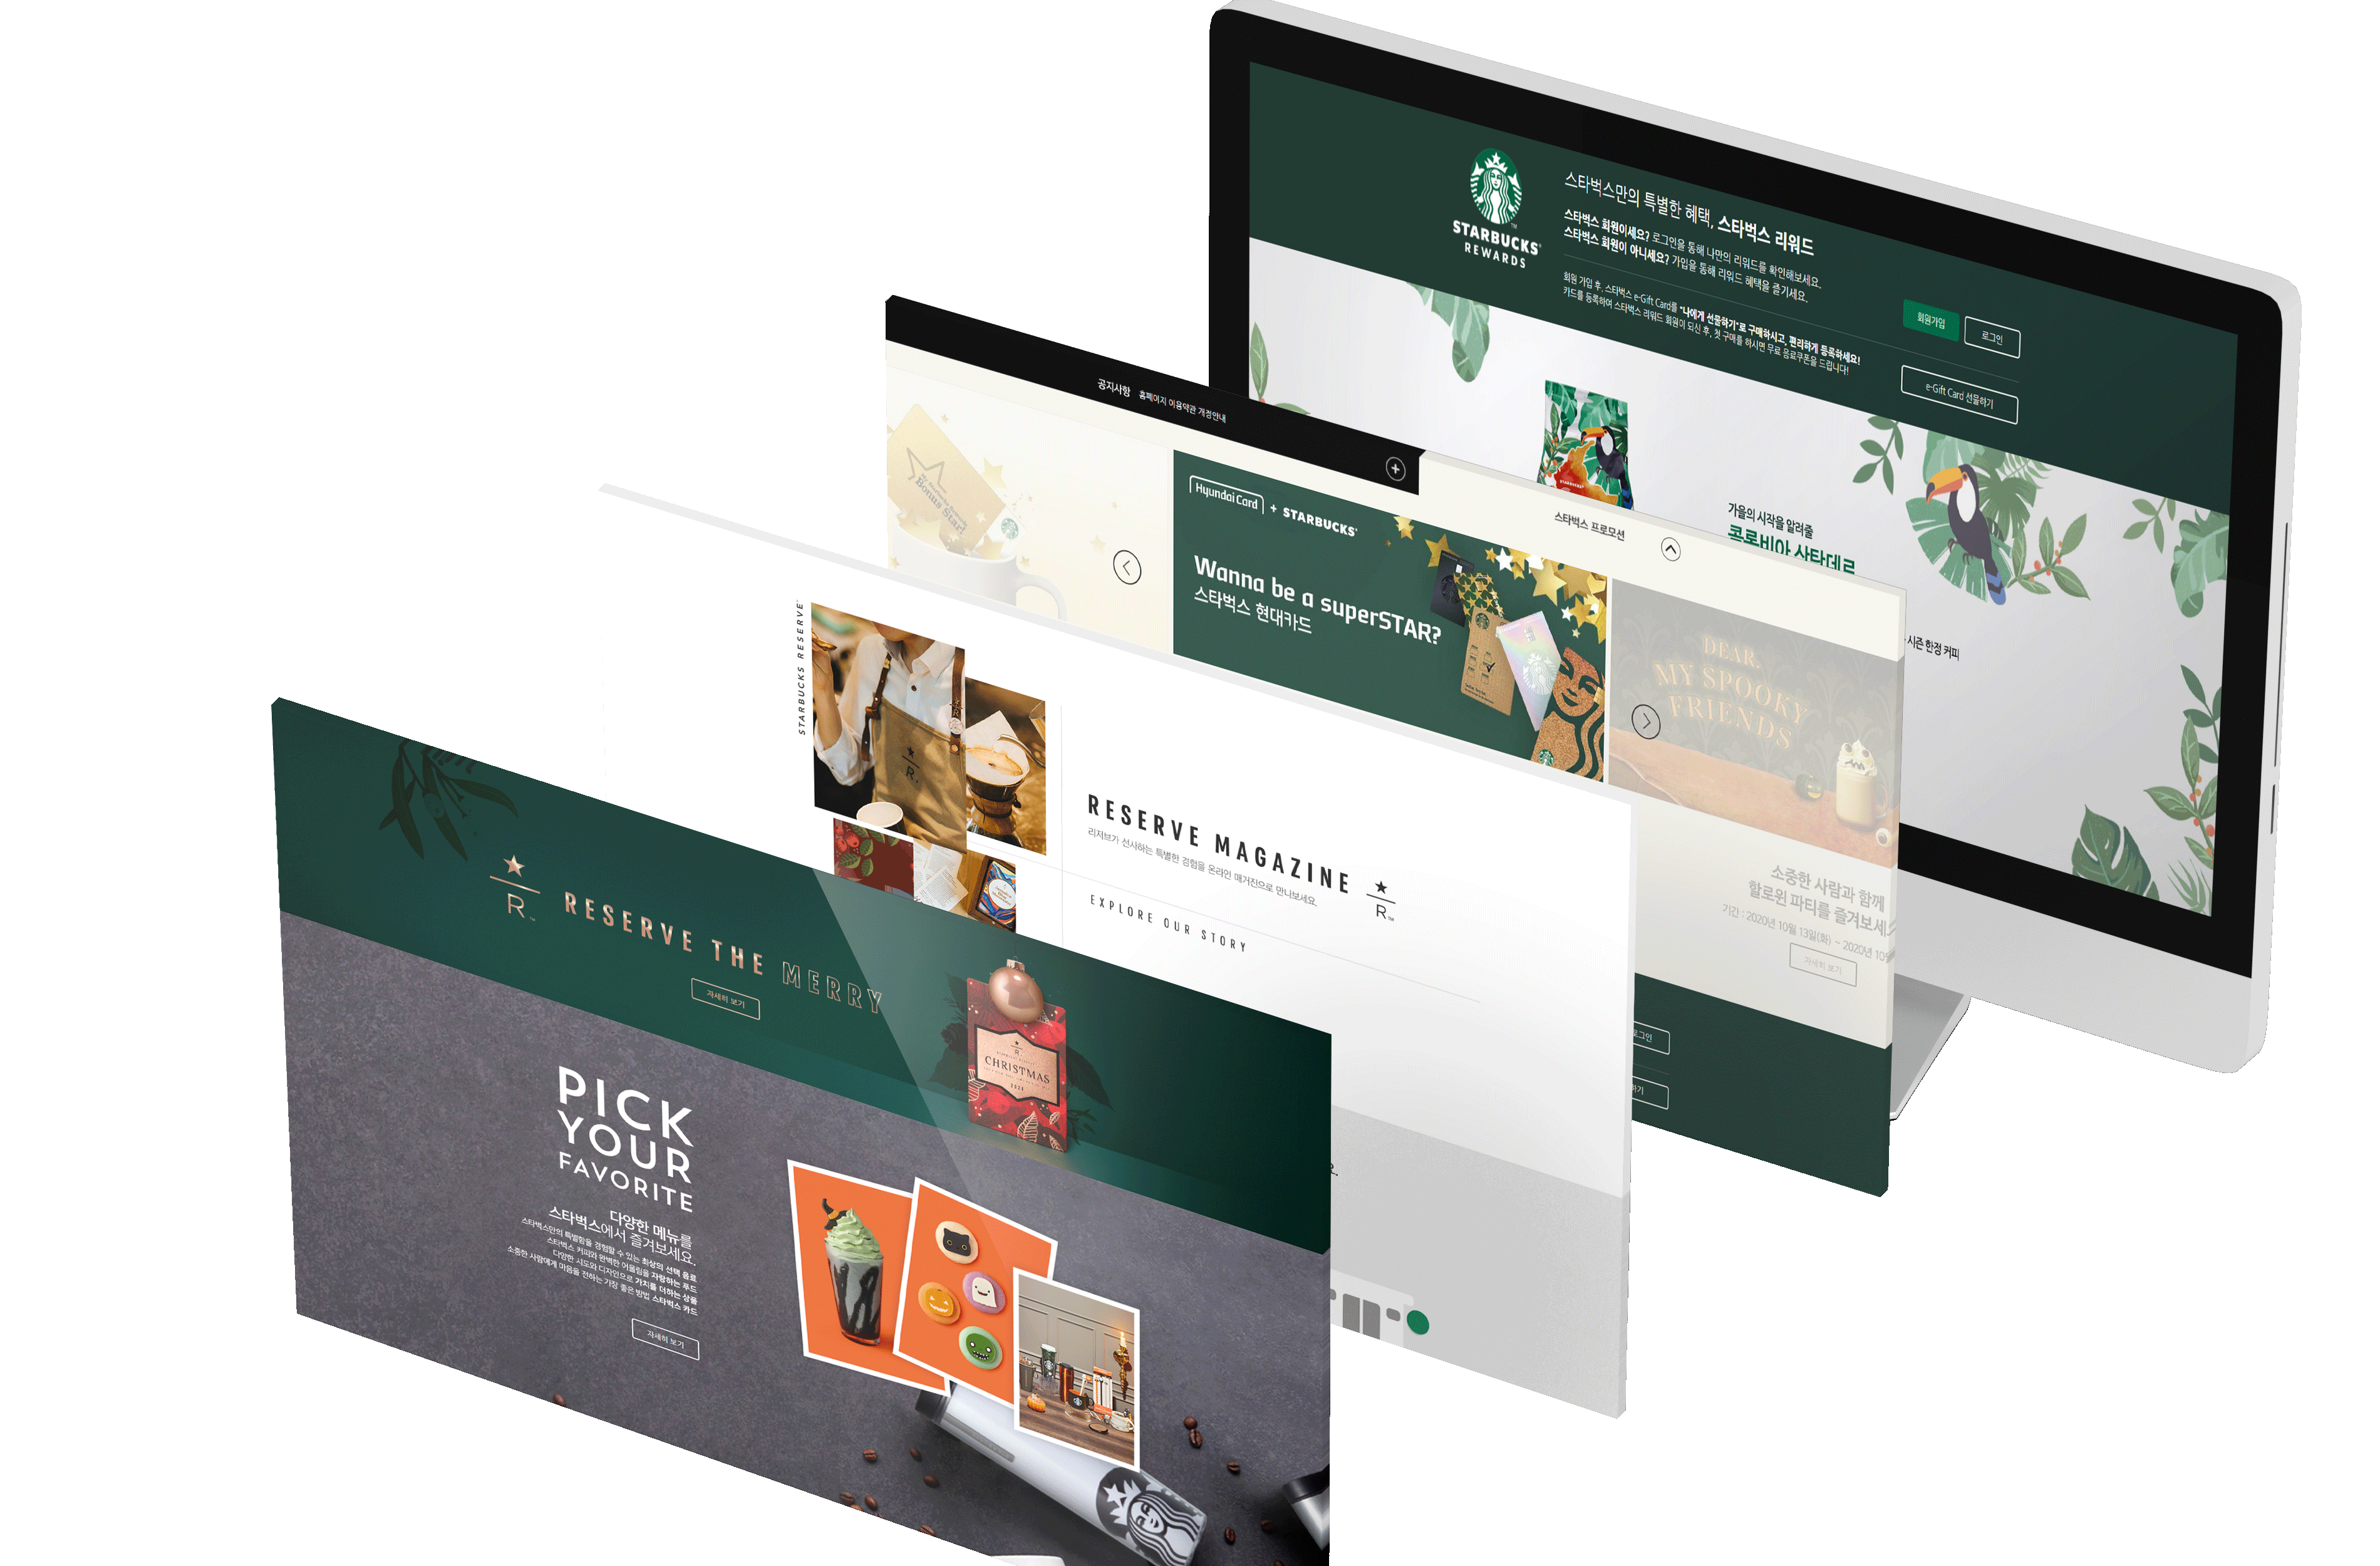 STARBUCKS
REWARDS
스타벅스만의 특별한 혜택, 스타벅스 리워드
스타벅스 회원이세요? 로그인을 통해 나만의 리워드를 확인해보세요.
스타벅스 회원이 아니세요? 가입을 통해 리워드 혜택을 즐기세요.
회원 가입 후, 스타벅스 e-Gift Card를 "나에게 선물하기"로 구매하시고, 편리하게 등록하세요!
카드를 등록하여 스타벅스 리워드 회원이 되신 후, 첫 구매를 하시면 무료 음료쿠폰을 드립니다!
회원가입
로그인
e-Gift Card 선물하기
가을의 시작을 알려줄
콜롬비아 산타데르
시즌 한정 커피
공지사항 홈페이지 이용약관 개정안내
스타벅스 프로모션
My Starbucks Rewards
Bonus Star!
Hyundai Card + STARBUCKS
Wanna be a superSTAR?
스타벅스 현대카드
DEAR.
MY SPOOKY
FRIENDS
소중한 사람과 함께
할로윈 파티를 즐겨보세요
기간 : 2020년 10월 13일(화) ~ 2020년 10월
자세히 보기
로그인
하기
STARBUCKS RESERVE
R
RESERVE MAGAZINE
R
리저브가 선사하는 특별한 경험을 온라인 매거진으로 만나보세요.
EXPLORE OUR STORY
R
RESERVE THE MERRY
자세히 보기
R
CHRISTMAS
2020
PICK
YOUR
FAVORITE
다양한 메뉴를
스타벅스에서 즐겨보세요.
스타벅스만의 특별함을 경험할 수 있는 최상의 선택 음료
스타벅스 커피와 완벽한 어울림을 자랑하는 푸드
다양한 시도와 디자인으로 가치를 더하는 상품
소중한 사람에게 마음을 전하는 가장 좋은 방법 스타벅스 카드
자세히 보기